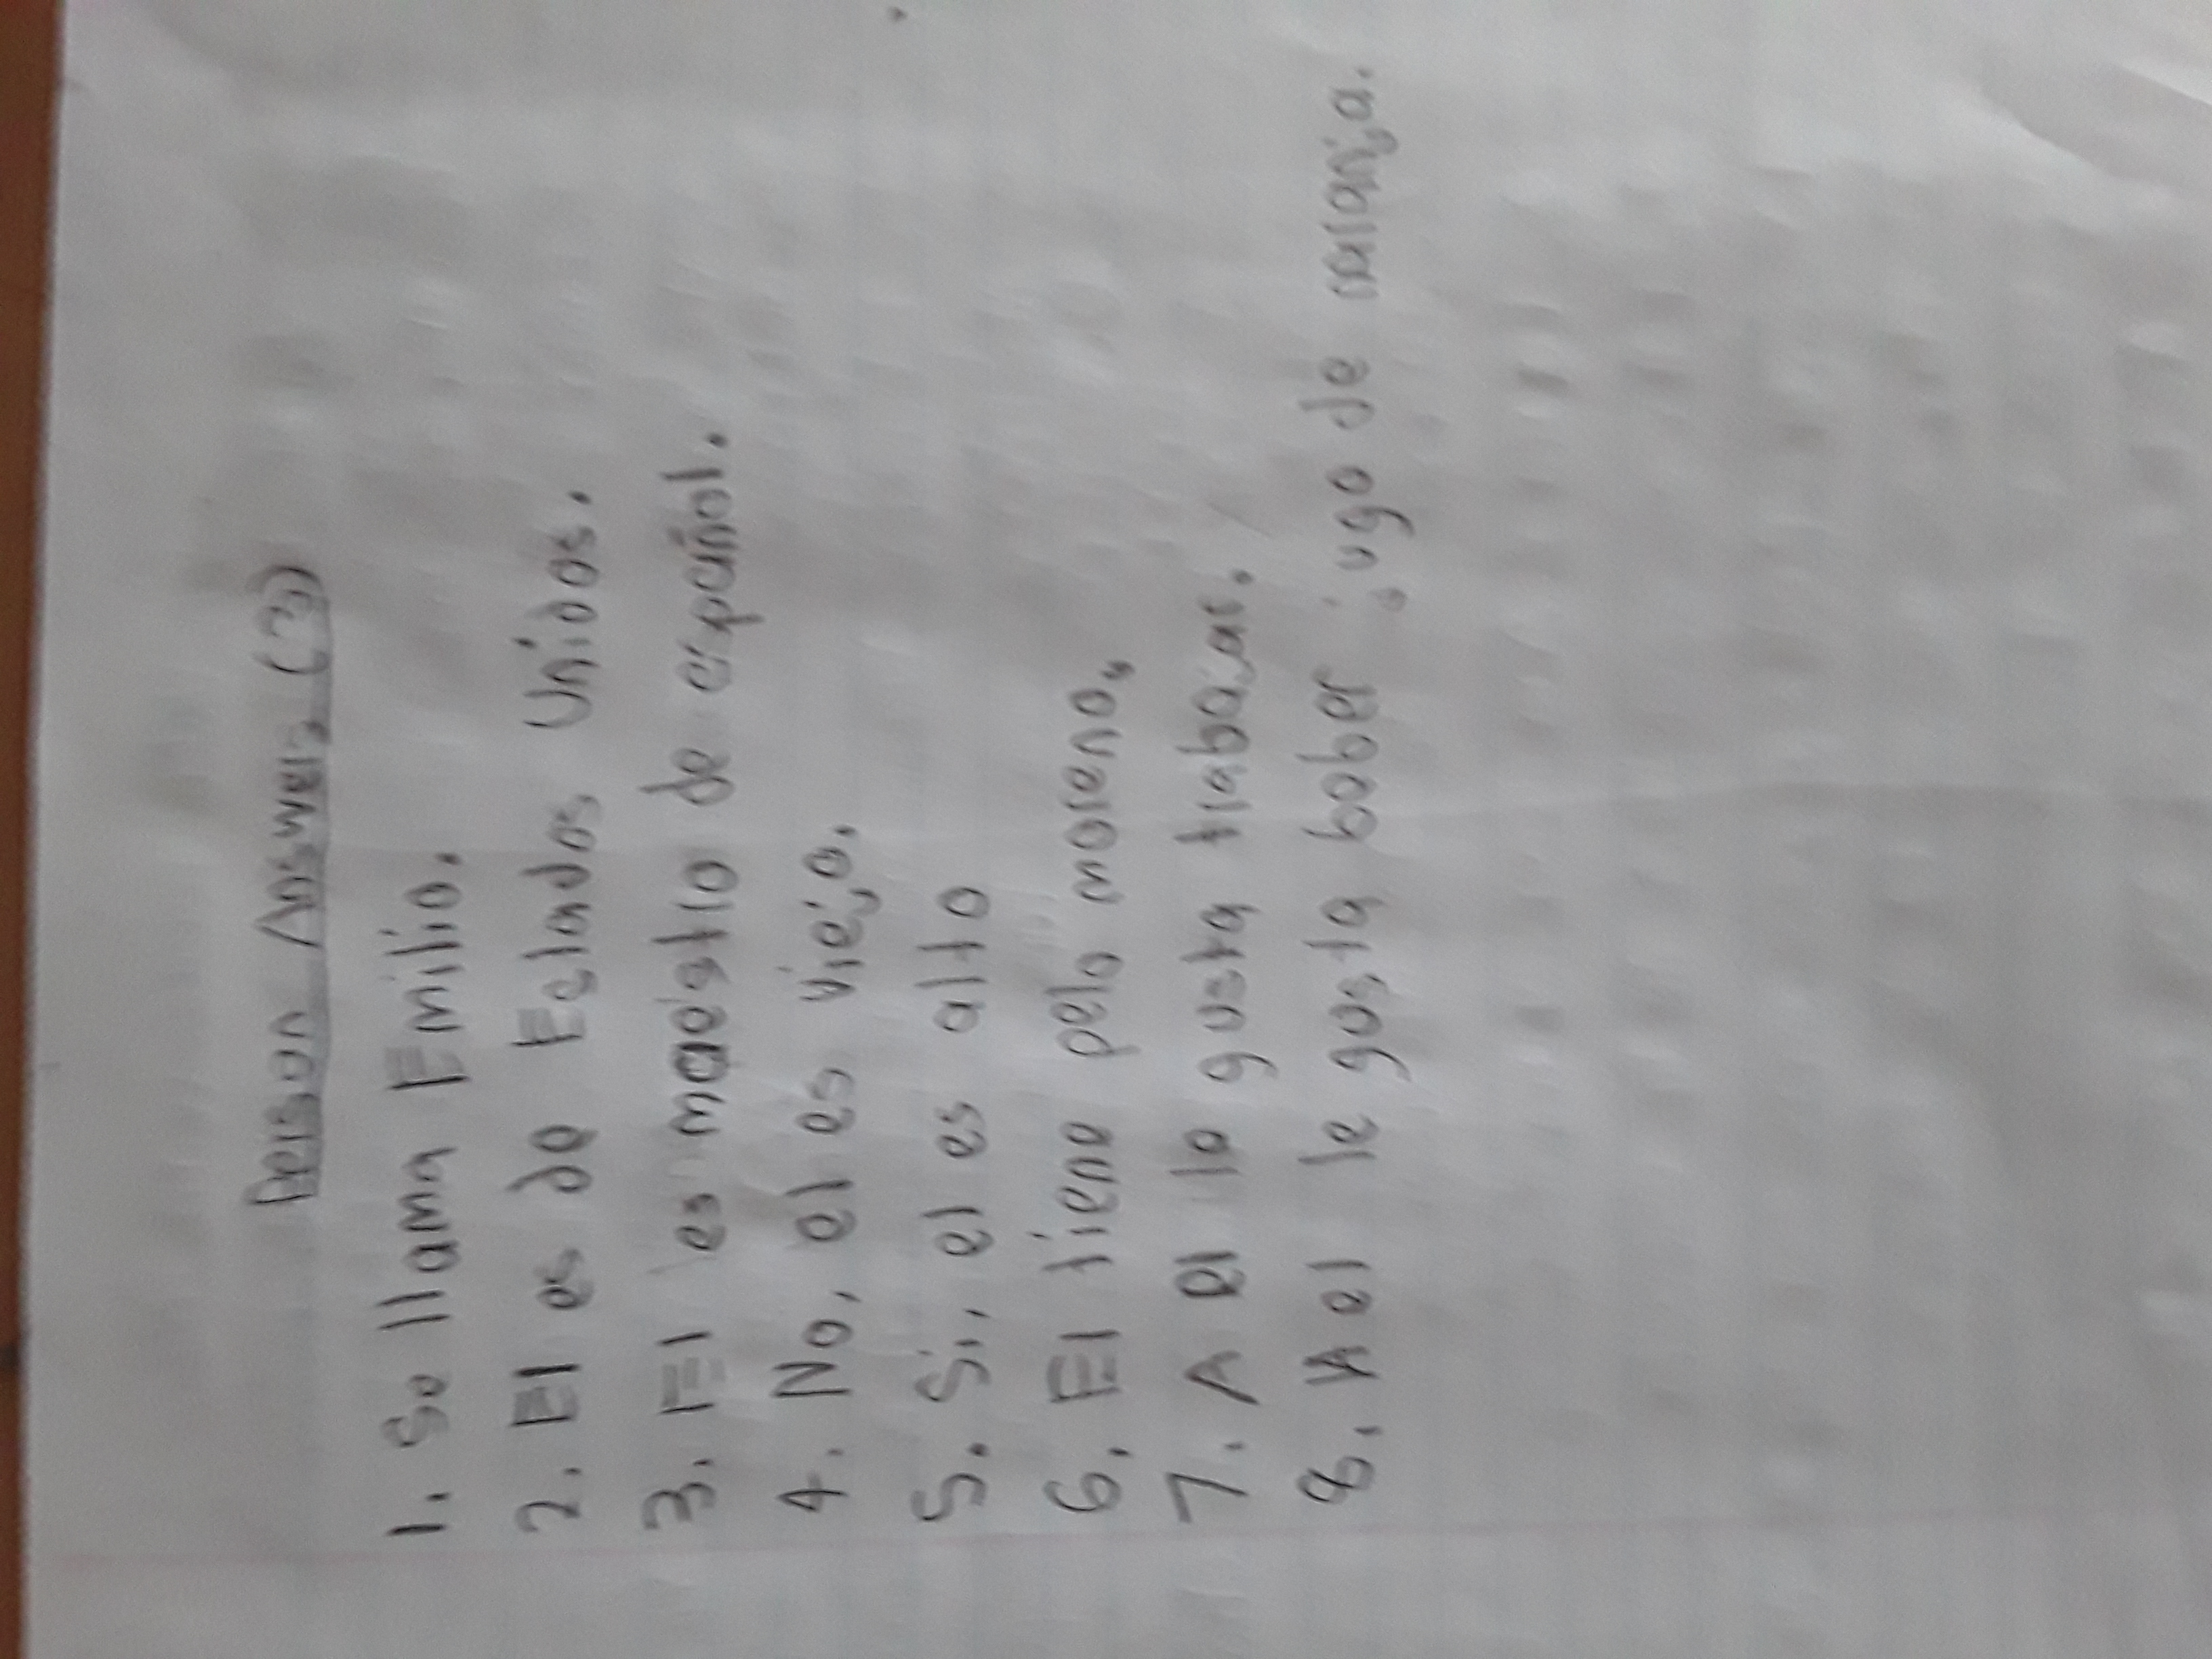 Person Answers (3)
1. Se llama Emilio.
2. El es de Estados Unidos.
3. El es maestro de español.
4. No, el es viejo.
5. Si, el es alto
6. El tiene pelo moreno.
7. A el le gusta trabajar.
8. A el le gusta beber jugo de naranja.